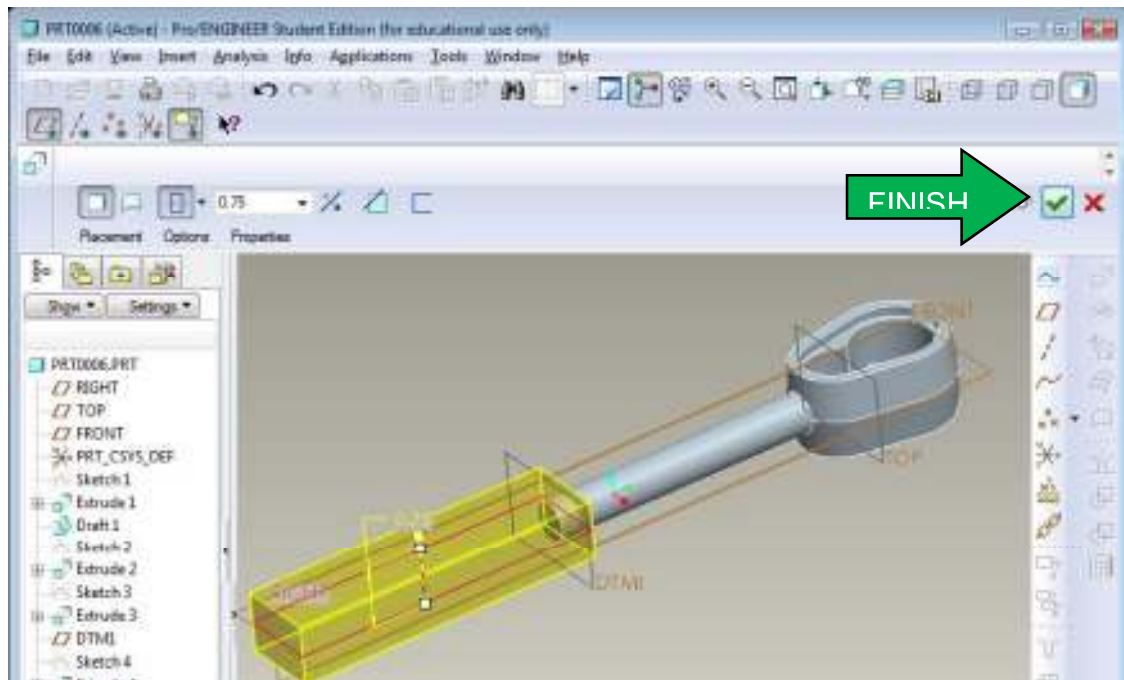 PRT0006 (Active) - Pro/ENGINEER Student Edition (for educational use only)
File Edit View Insert Analysis Info Applications Tools Window Help
0.75
FINISH
Placement Options Properties
Show Settings
PRT0006.PRT
RIGHT
TOP
FRONT
PRT_CSYS_DEF
Sketch 1
Extrude 1
Draft 1
Sketch 2
Extrude 2
Sketch 3
Extrude 3
DTM1
Sketch 4
FRONT
TOP
DTM1